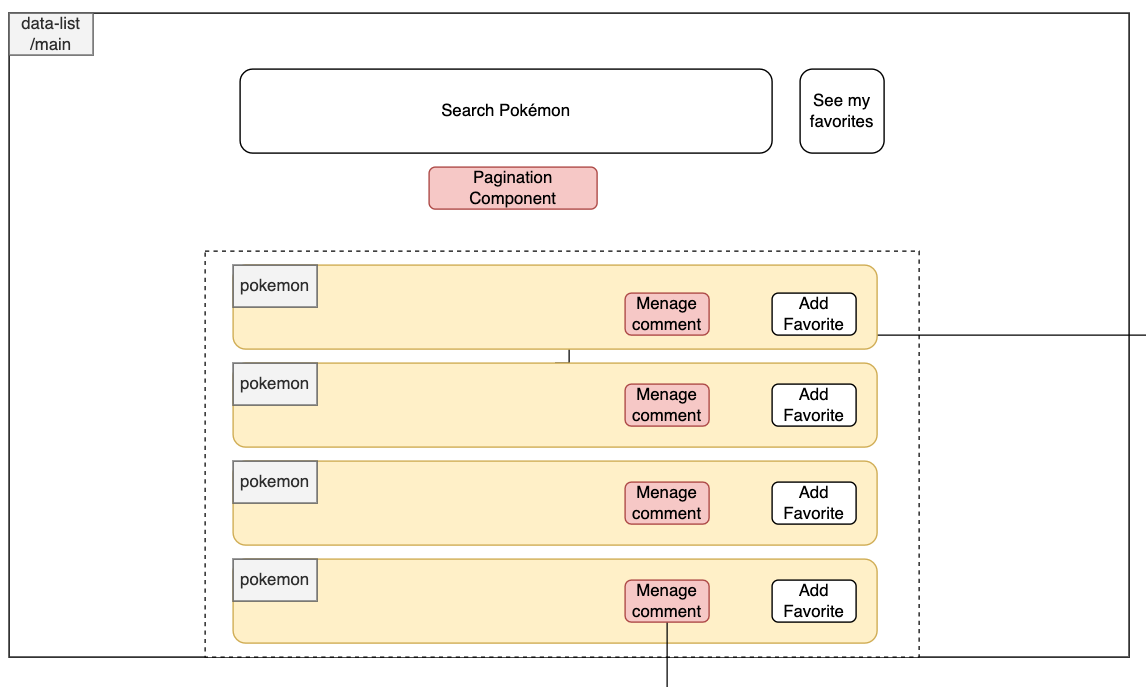 data-list
/main
Search Pokémon
See my
favorites
Pagination
Component
pokemon
Menage
comment
Add
Favorite
pokemon
Menage
comment
Add
Favorite
pokemon
Menage
comment
Add
Favorite
pokemon
Menage
comment
Add
Favorite